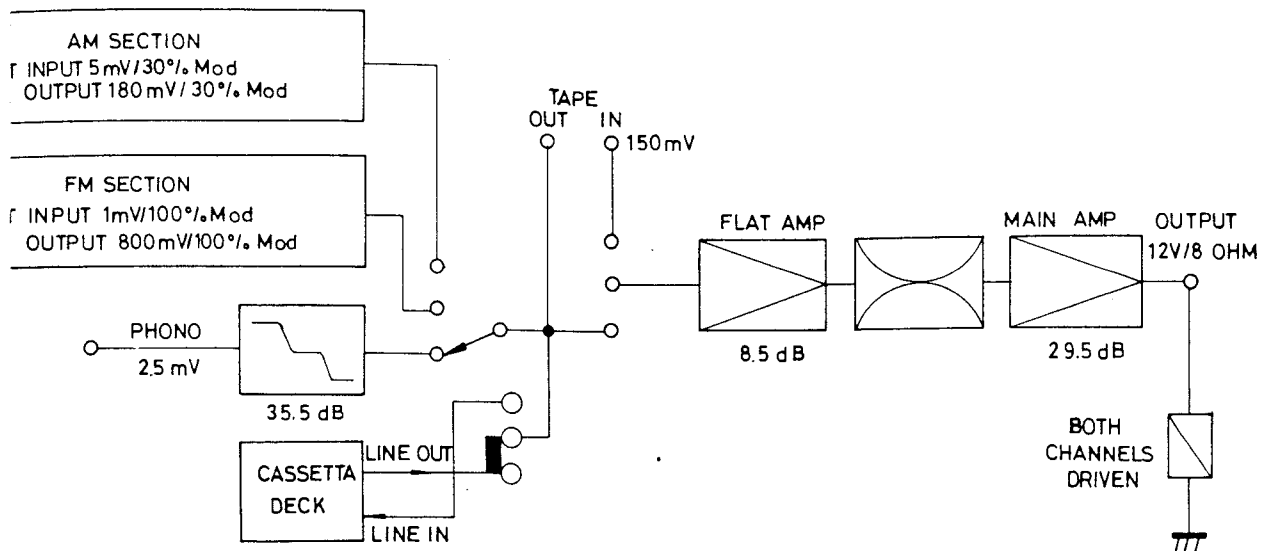 AM SECTION
INPUT 5mV/30% Mod
OUTPUT 180mV/30% Mod
FM SECTION
INPUT 1mV/100% Mod
OUTPUT 800mV/100% Mod
TAPE
OUT IN
150mV
PHONO
2.5 mV
35.5 dB
CASSETTA
DECK
LINE OUT
LINE IN
FLAT AMP
8.5 dB
MAIN AMP
29.5 dB
OUTPUT
12V/8 OHM
BOTH
CHANNELS
DRIVEN